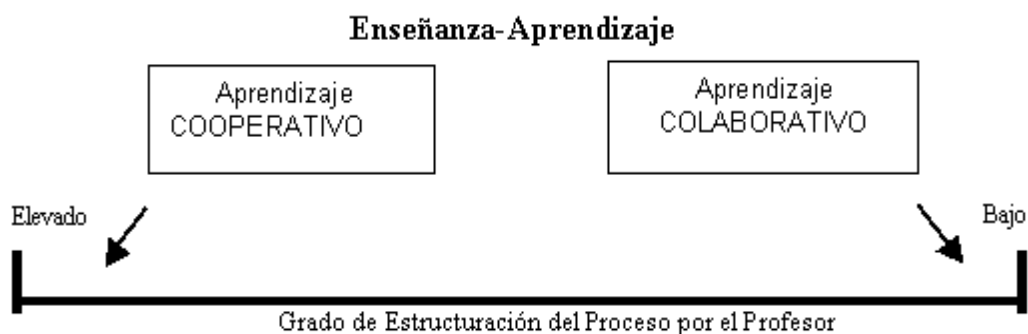 Enseñanza-Aprendizaje
Aprendizaje
COOPERATIVO
Aprendizaje
COLABORATIVO
Elevado
Bajo
Grado de Estructuración del Proceso por el Profesor